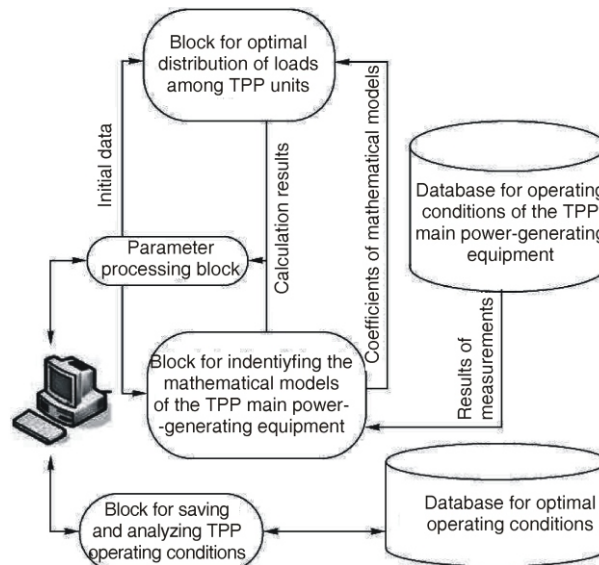 Block for optimal
distribution of loads
among TPP units
Initial data
Calculation results
Coefficients of mathematical models
Database for operating
conditions of the TPP
main power-generating
equipment
Parameter
processing block
Block for indentiyfing the
mathematical models
of the TPP main power-
-generating equipment
Results of
measurements
Block for saving
and analyzing TPP
operating conditions
Database for optimal
operating conditions